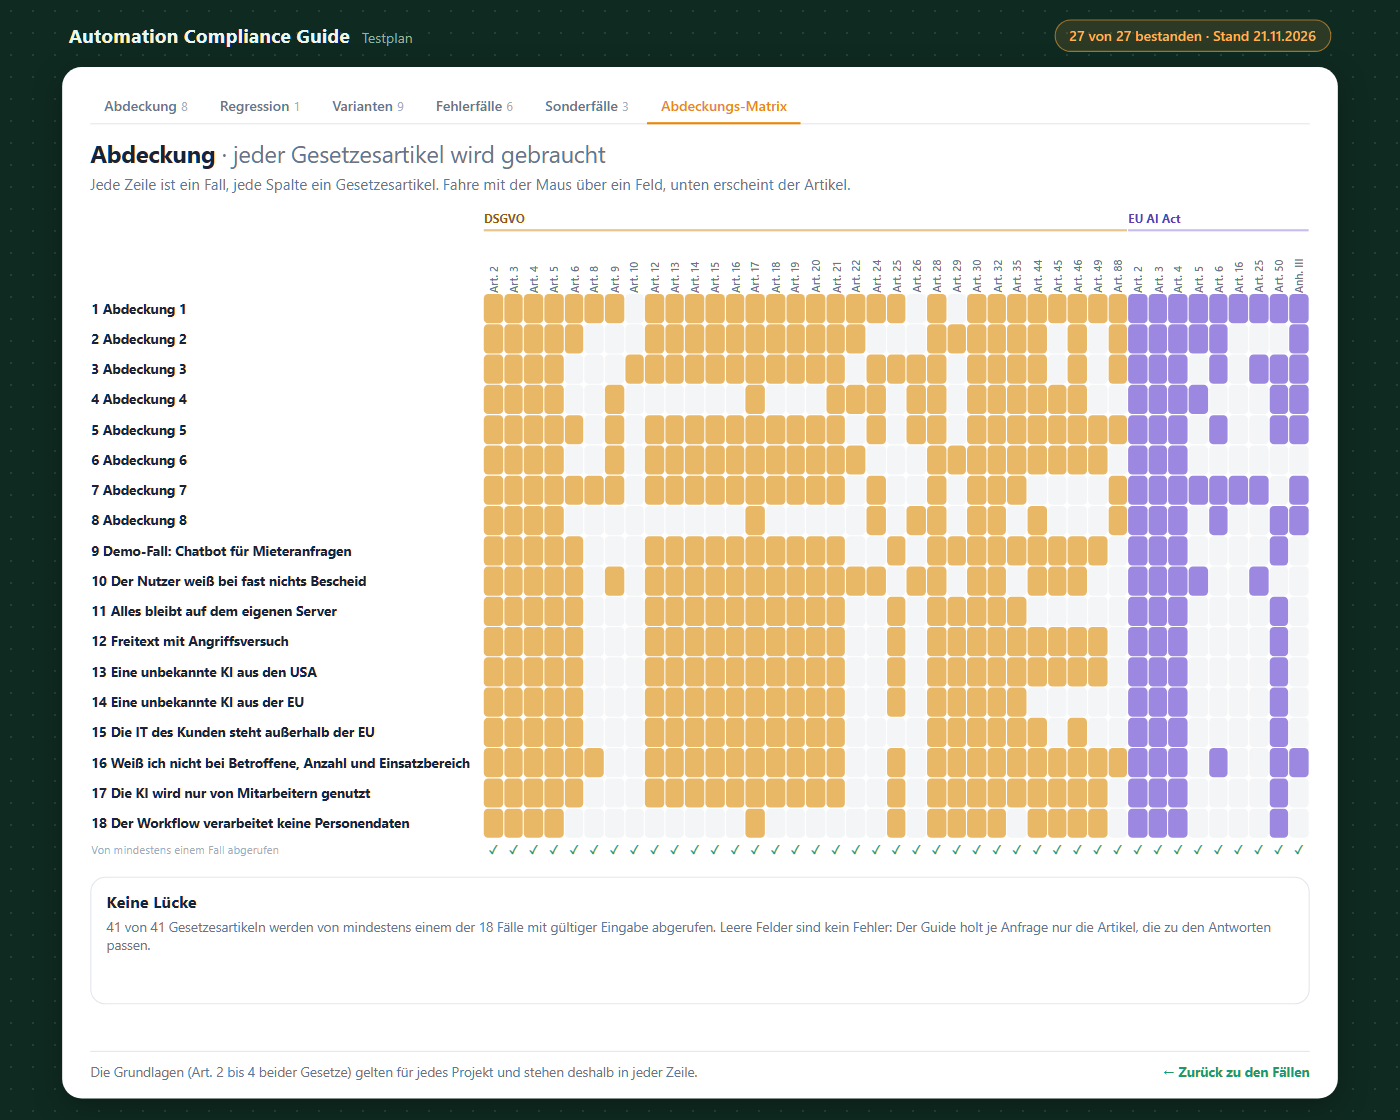 Automation Compliance Guide Testplan
27 von 27 bestanden · Stand 21.11.2026
Abdeckung 8 Regression 1 Varianten 9 Fehlerfälle 6 Sonderfälle 3 Abdeckungs-Matrix
Abdeckung · jeder Gesetzesartikel wird gebraucht
Jede Zeile ist ein Fall, jede Spalte ein Gesetzesartikel. Fahre mit der Maus über ein Feld, unten erscheint der Artikel.
DSGVO EU AI Act
Art. 2 Art. 3 Art. 4 Art. 5 Art. 6 Art. 8 Art. 9 Art. 10 Art. 12 Art. 13 Art. 14 Art. 15 Art. 16 Art. 17 Art. 18 Art. 19 Art. 20 Art. 21 Art. 22 Art. 24 Art. 25 Art. 26 Art. 28 Art. 29 Art. 30 Art. 32 Art. 35 Art. 44 Art. 45 Art. 46 Art. 49 Art. 88 Art. 2 Art. 3 Art. 4 Art. 5 Art. 6 Art. 16 Art. 25 Art. 50 Anh. III
1 Abdeckung 1
2 Abdeckung 2
3 Abdeckung 3
4 Abdeckung 4
5 Abdeckung 5
6 Abdeckung 6
7 Abdeckung 7
8 Abdeckung 8
9 Demo-Fall: Chatbot für Mieteranfragen
10 Der Nutzer weiß bei fast nichts Bescheid
11 Alles bleibt auf dem eigenen Server
12 Freitext mit Angriffsversuch
13 Eine unbekannte KI aus den USA
14 Eine unbekannte KI aus der EU
15 Die IT des Kunden steht außerhalb der EU
16 Weiß ich nicht bei Betroffene, Anzahl und Einsatzbereich
17 Die KI wird nur von Mitarbeitern genutzt
18 Der Workflow verarbeitet keine Personendaten
Von mindestens einem Fall abgerufen ✓ ✓ ✓ ✓ ✓ ✓ ✓ ✓ ✓ ✓ ✓ ✓ ✓ ✓ ✓ ✓ ✓ ✓ ✓ ✓ ✓ ✓ ✓ ✓ ✓ ✓ ✓ ✓ ✓ ✓ ✓ ✓ ✓ ✓ ✓ ✓ ✓ ✓ ✓ ✓ ✓
Keine Lücke
41 von 41 Gesetzesartikeln werden von mindestens einem der 18 Fälle mit gültiger Eingabe abgerufen. Leere Felder sind kein Fehler: Der Guide holt je Anfrage nur die Artikel, die zu den Antworten
passen.
Die Grundlagen (Art. 2 bis 4 beider Gesetze) gelten für jedes Projekt und stehen deshalb in jeder Zeile.
← Zurück zu den Fällen